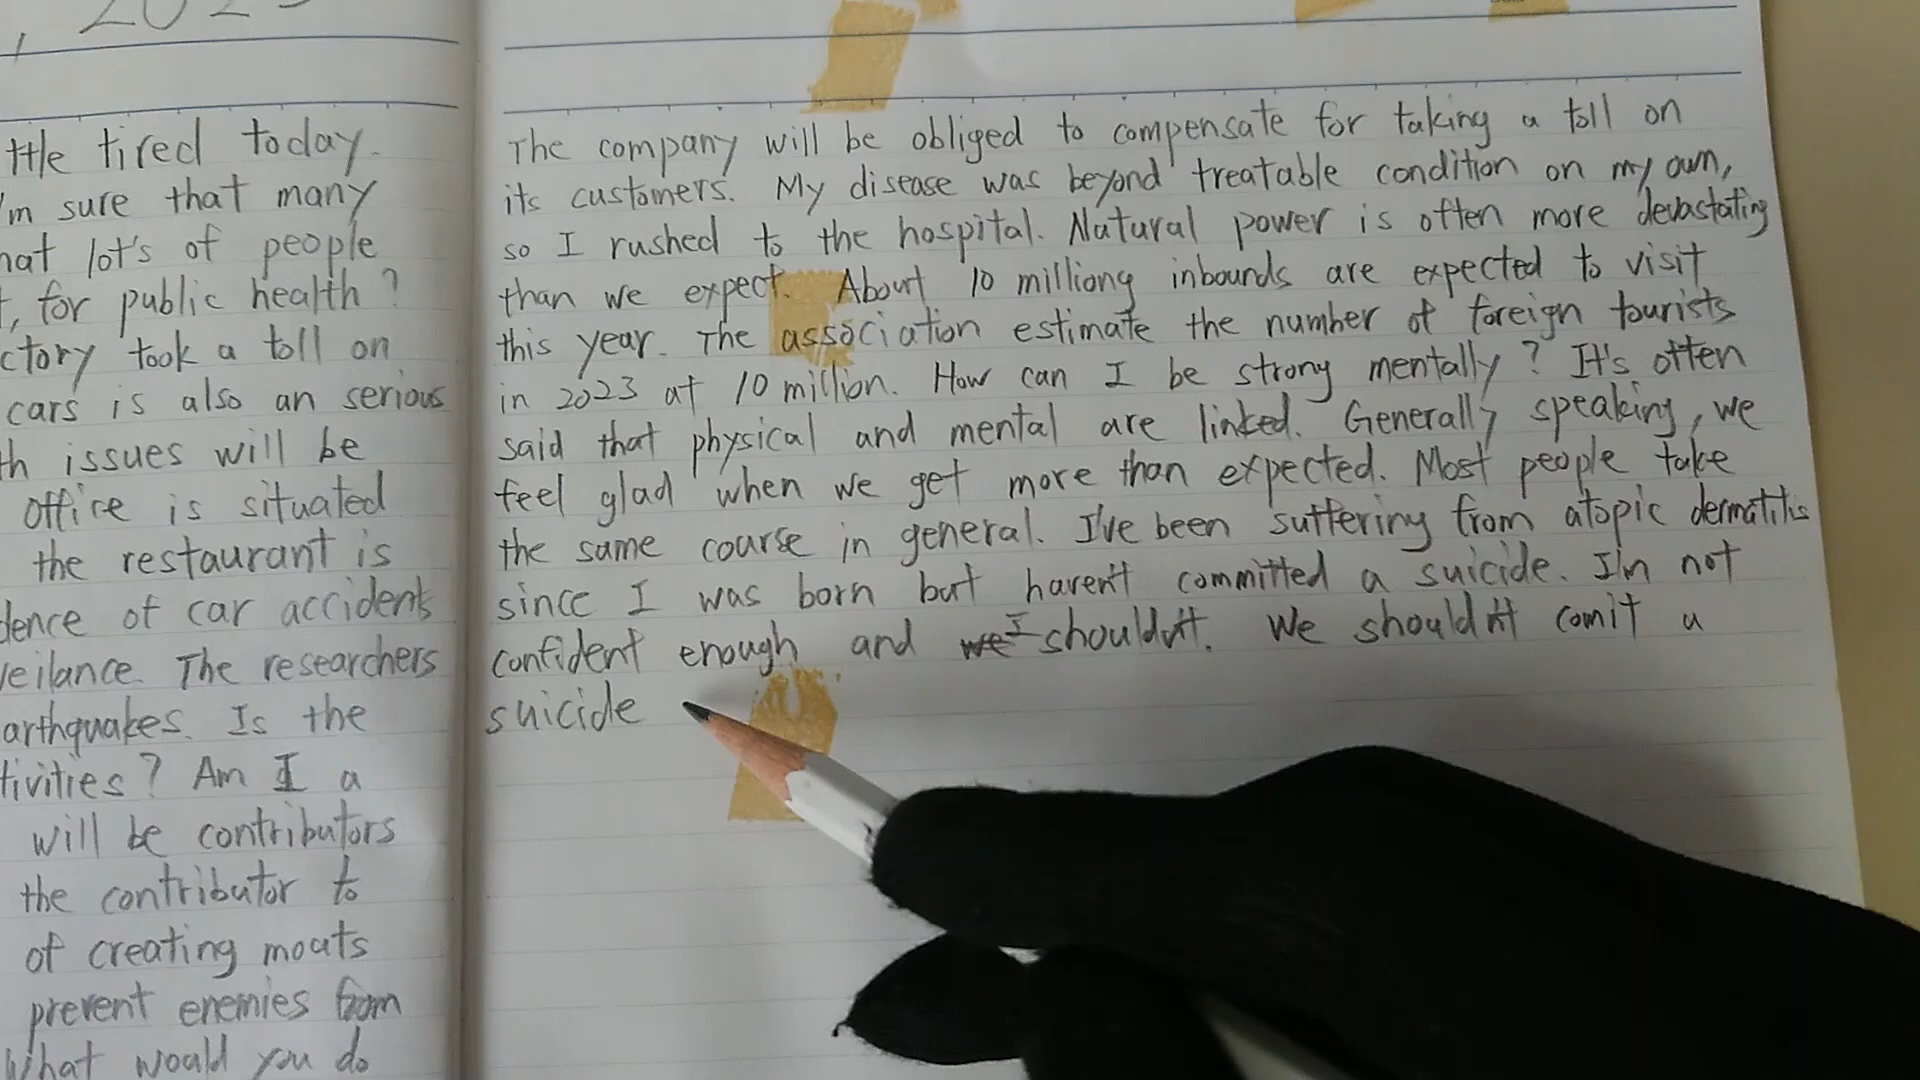 , 202
ttle tired today.
I'm sure that many
hat lot's of people
t, for public health?
ctory took a toll on
cars is also an serious
th issues will be
office is situated
the restaurant is
dence of car accidents
veilance. The researchers
arthquakes. Is the
tivities? Am I a
will be contributors
the contributor to
of creating moats
prevent enemies from
What would you do
The company will be obliged to compensate for taking a toll on
its customers. My disease was beyond treatable condition on my own,
so I rushed to the hospital. Natural power is often more devastating
than we expect. About 10 milliong inbounds are expected to visit
this year. The association estimate the number of foreign tourists
in 2023 at 10 million. How can I be strong mentally? It's often
said that physical and mental are linked. Generally speaking, we
feel glad when we get more than expected. Most people take
the same course in general. I've been suffering from atopic dermatitis
since I was born but haven't committed a suicide. I'm not
confident enough and we I shouldn't. We shouldn't comit a
suicide